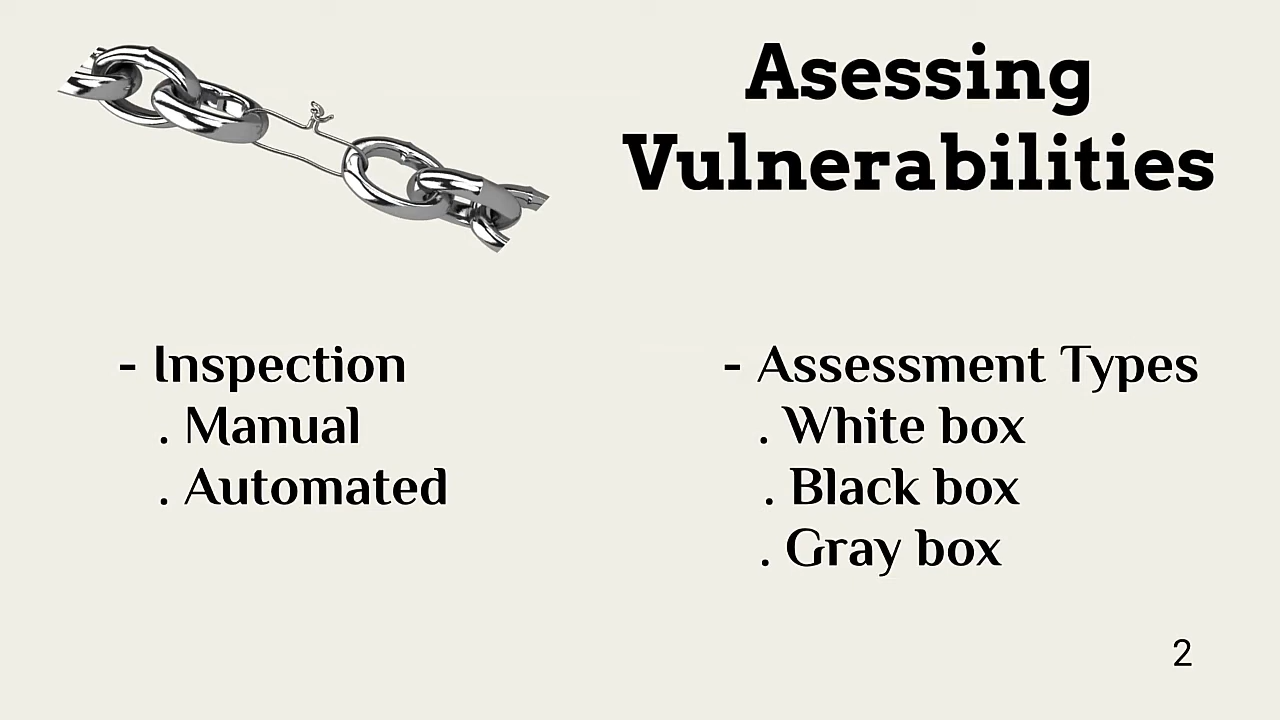 Asessing
Vulnerabilities
- Inspection
. Manual
. Automated
- Assessment Types
. White box
. Black box
. Gray box
2